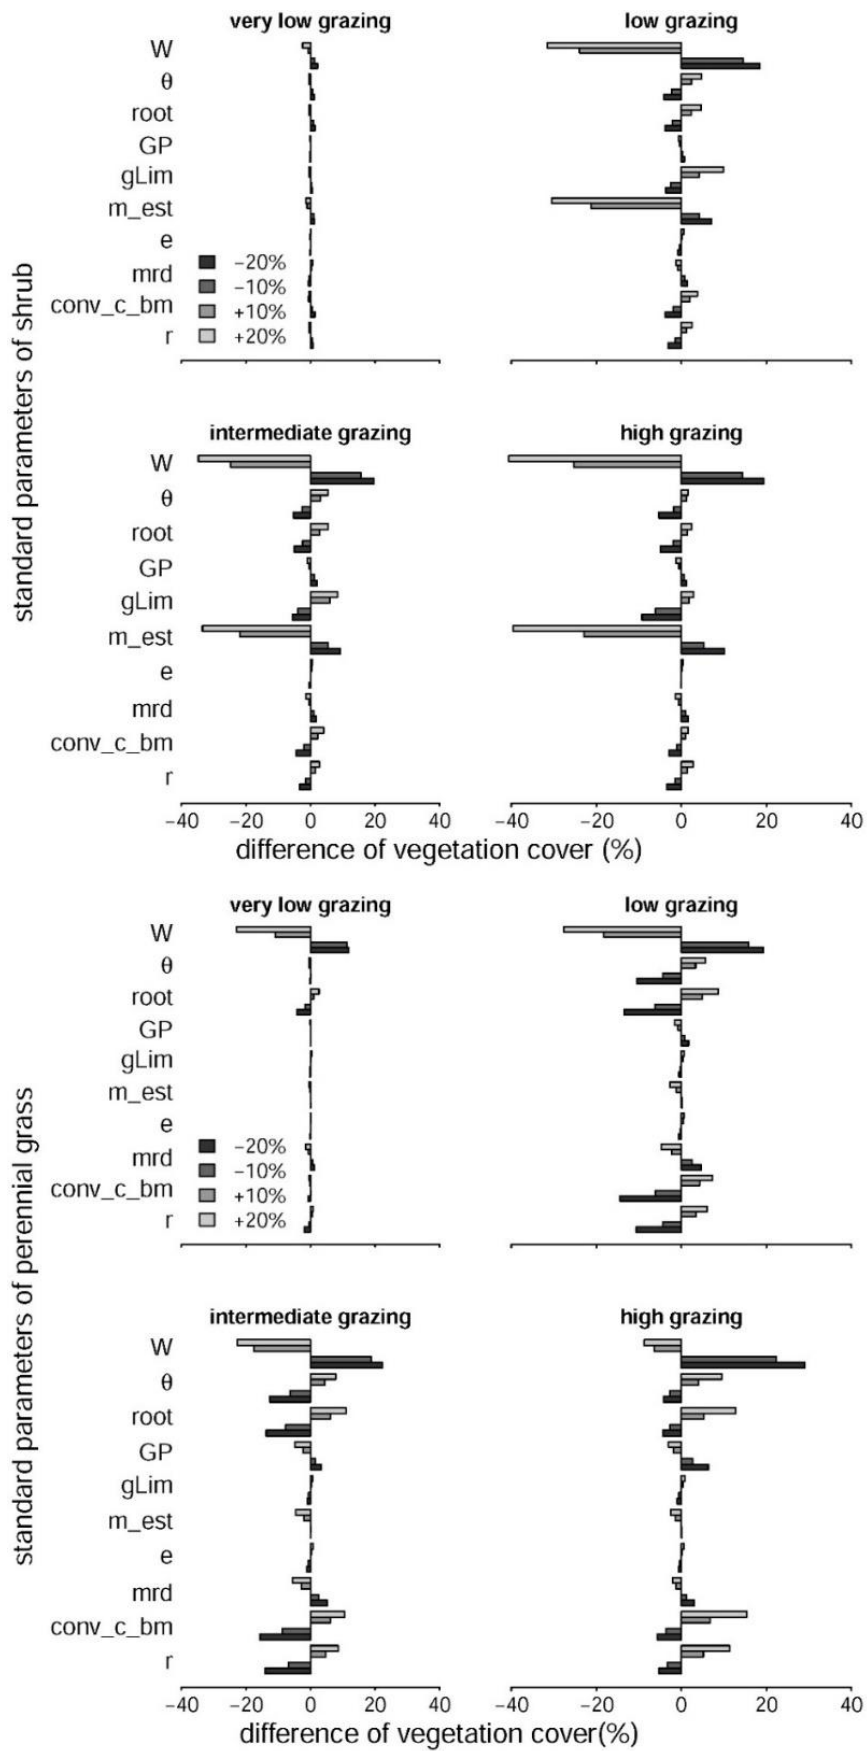 very low grazing
low grazing
W
θ
root
GP
gLim
m_est
e
mrd
conv_c_bm
r
−20%
−10%
+10%
+20%
standard parameters of shrub
intermediate grazing
high grazing
W
θ
root
GP
gLim
m_est
e
mrd
conv_c_bm
r
−40 −20 0 20 40
−40 −20 0 20 40
difference of vegetation cover (%)
very low grazing
low grazing
W
θ
root
GP
gLim
m_est
e
mrd
conv_c_bm
r
−20%
−10%
+10%
+20%
standard parameters of perennial grass
intermediate grazing
high grazing
W
θ
root
GP
gLim
m_est
e
mrd
conv_c_bm
r
−40 −20 0 20 40
−40 −20 0 20 40
difference of vegetation cover(%)